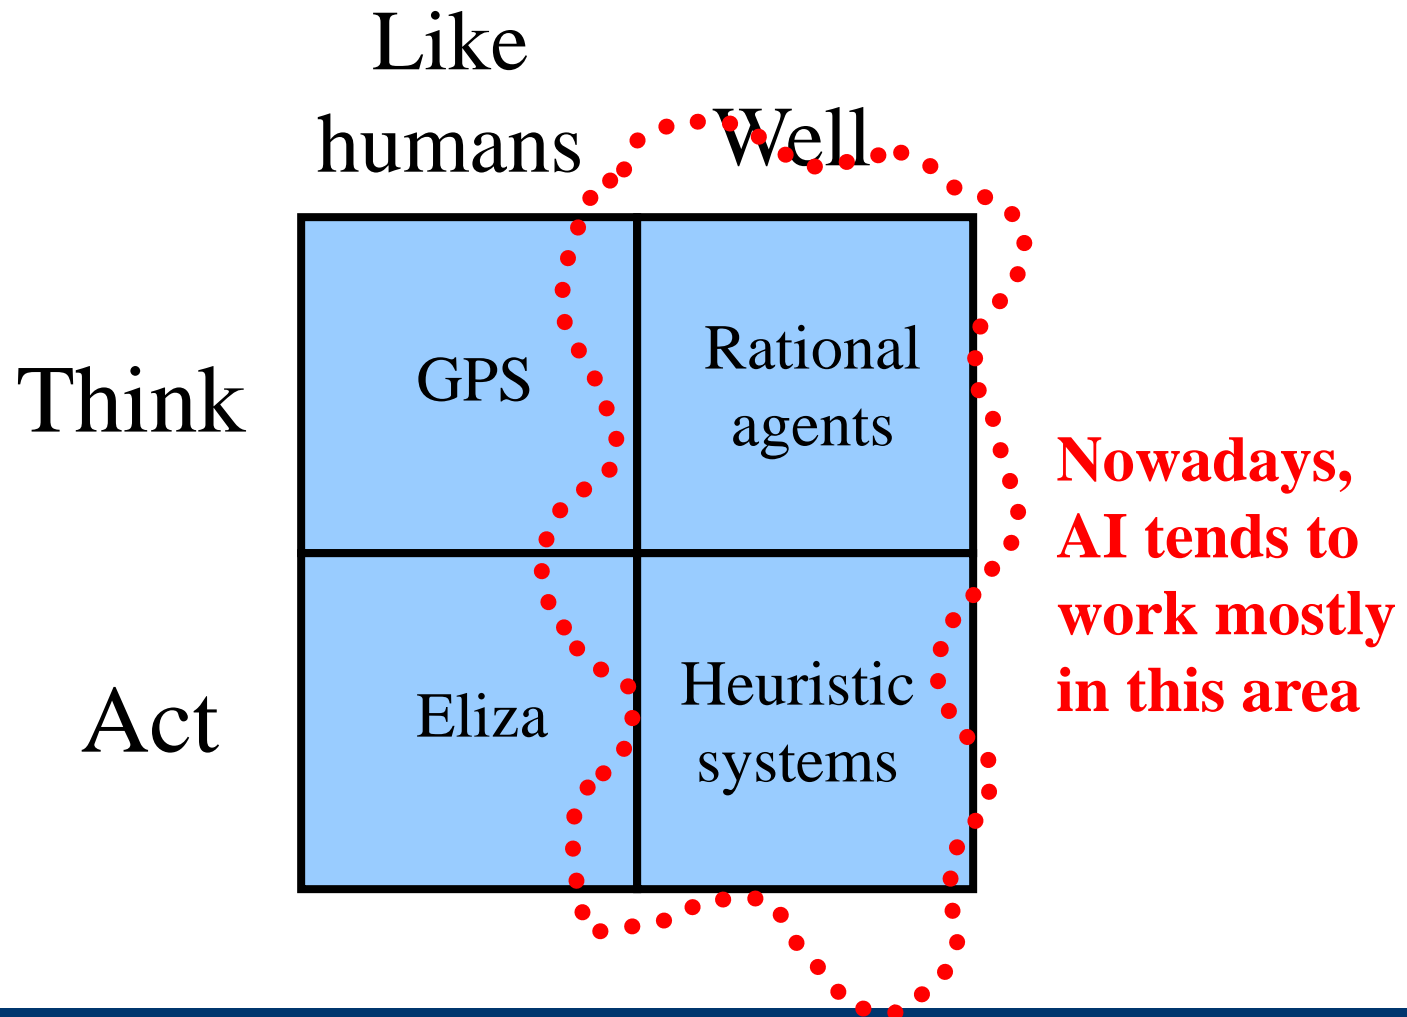 Like
humans
Well
Think
GPS
Rational
agents
Nowadays,
AI tends to
work mostly
in this area
Act
Eliza
Heuristic
systems